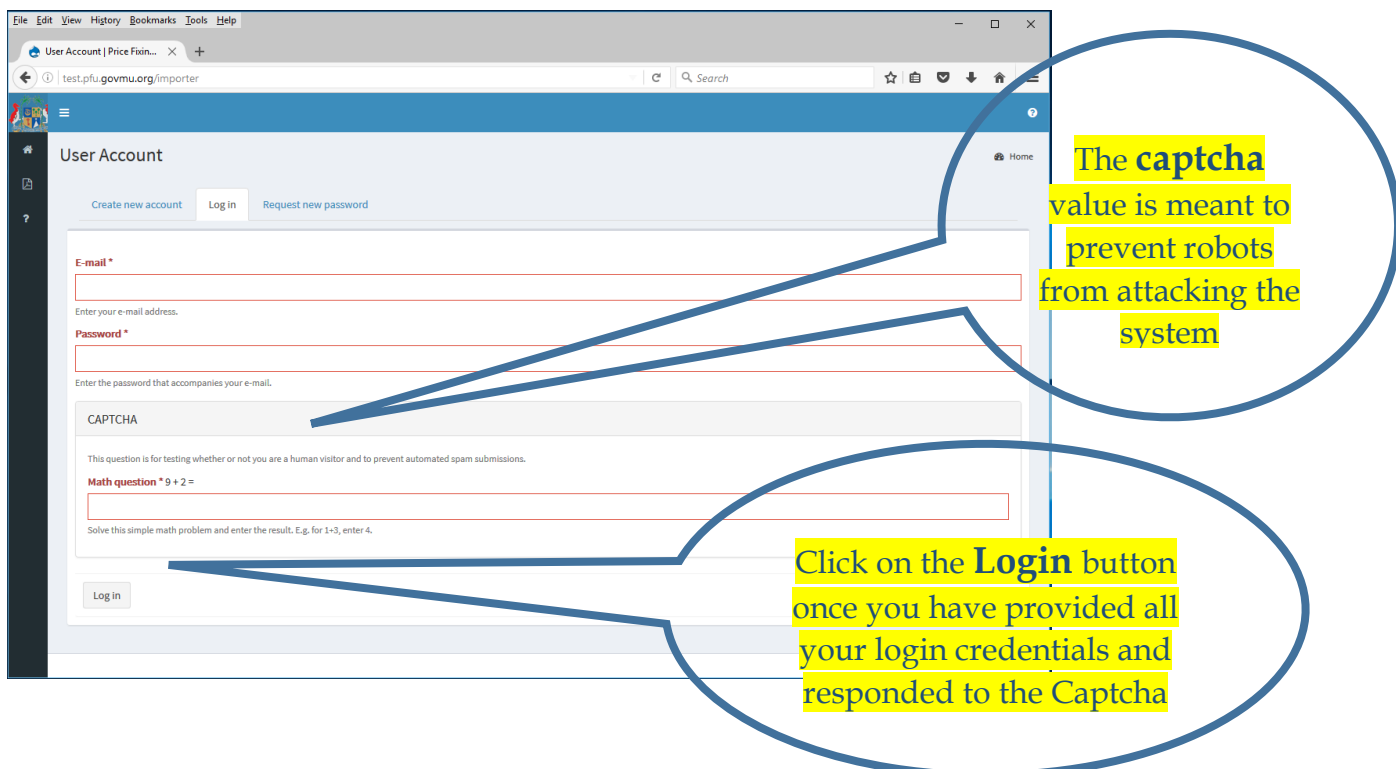 File Edit View History Bookmarks Tools Help
User Account | Price Fixin...
test.pfu.govmu.org/importer
Search
User Account
Home
Create new account Log in Request new password
E-mail *
Enter your e-mail address.
Password *
Enter the password that accompanies your e-mail.
CAPTCHA
This question is for testing whether or not you are a human visitor and to prevent automated spam submissions.
Math question * 9 + 2 =
Solve this simple math problem and enter the result. E.g. for 1+3, enter 4.
Log in
The captcha
value is meant to
prevent robots
from attacking the
system
Click on the Login button
once you have provided all
your login credentials and
responded to the Captcha